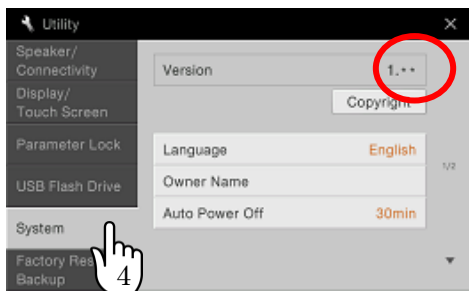 Utility
Speaker/
Connectivity
Display/
Touch Screen
Parameter Lock
USB Flash Drive
System
Factory
Backup
4
Version 1.**
Copyright
Language English
Owner Name
Auto Power Off 30min
1/2